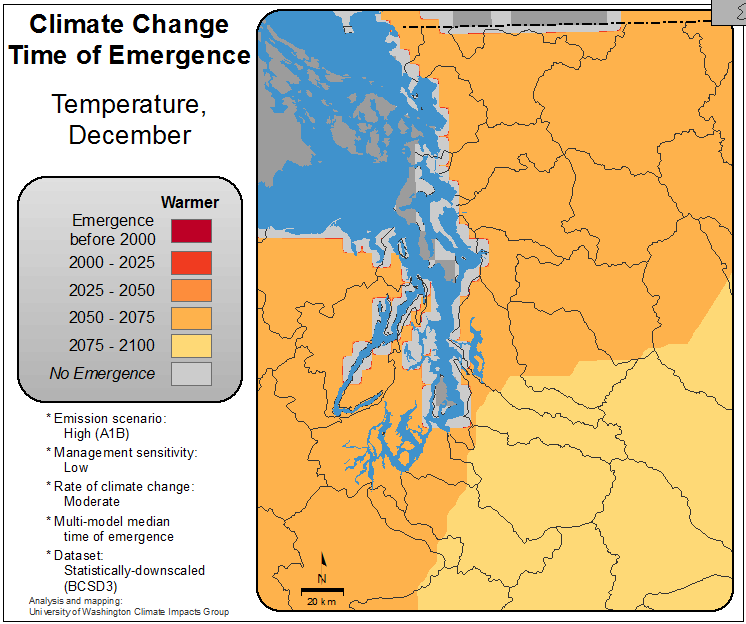 Climate Change
Time of Emergence
Temperature,
December
Warmer
Emergence
before 2000
2000 - 2025
2025 - 2050
2050 - 2075
2075 - 2100
No Emergence
* Emission scenario:
High (A1B)
* Management sensitivity:
Low
* Rate of climate change:
Moderate
* Multi-model median
time of emergence
* Dataset:
Statistically-downscaled
(BCSD3)
Analysis and mapping:
University of Washington Climate Impacts Group
N
20 km